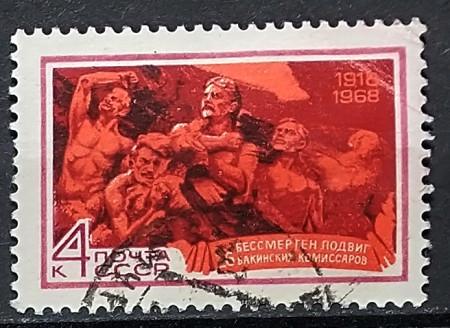 1918
1968
4
К
ПОЧТА
СССР
26
БЕССМЕРТЕН ПОДВИГ
БАКИНСКИХ КОМИССАРОВ